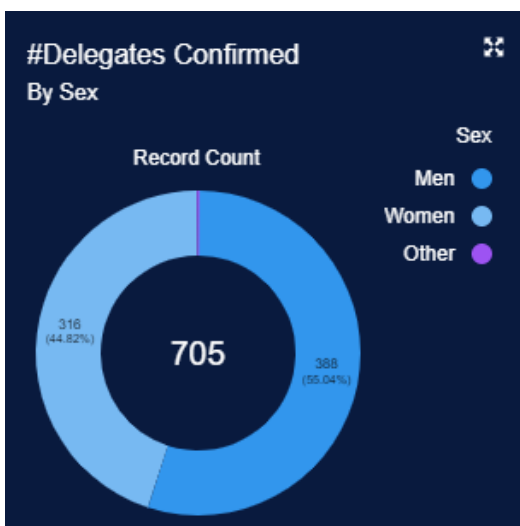 #Delegates Confirmed
By Sex
Sex
Record Count
Men
Women
Other
316
(44.82%)
705
388
(55.04%)